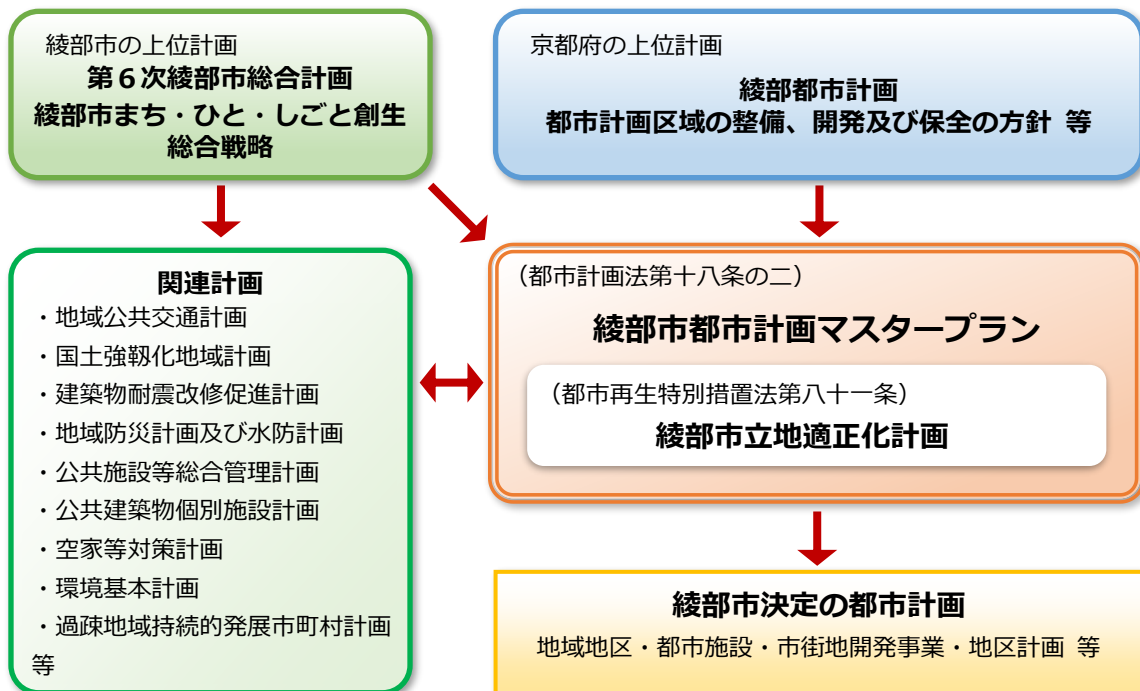 綾部市の上位計画
第６次綾部市総合計画
綾部市まち・ひと・しごと創生
総合戦略
京都府の上位計画
綾部都市計画
都市計画区域の整備、開発及び保全の方針 等
関連計画
・地域公共交通計画
・国土強靱化地域計画
・建築物耐震改修促進計画
・地域防災計画及び水防計画
・公共施設等総合管理計画
・公共建築物個別施設計画
・空家等対策計画
・環境基本計画
・過疎地域持続的発展市町村計画
等
（都市計画法第十八条の二）
綾部市都市計画マスタープラン
（都市再生特別措置法第八十一条）
綾部市立地適正化計画
綾部市決定の都市計画
地域地区・都市施設・市街地開発事業・地区計画 等